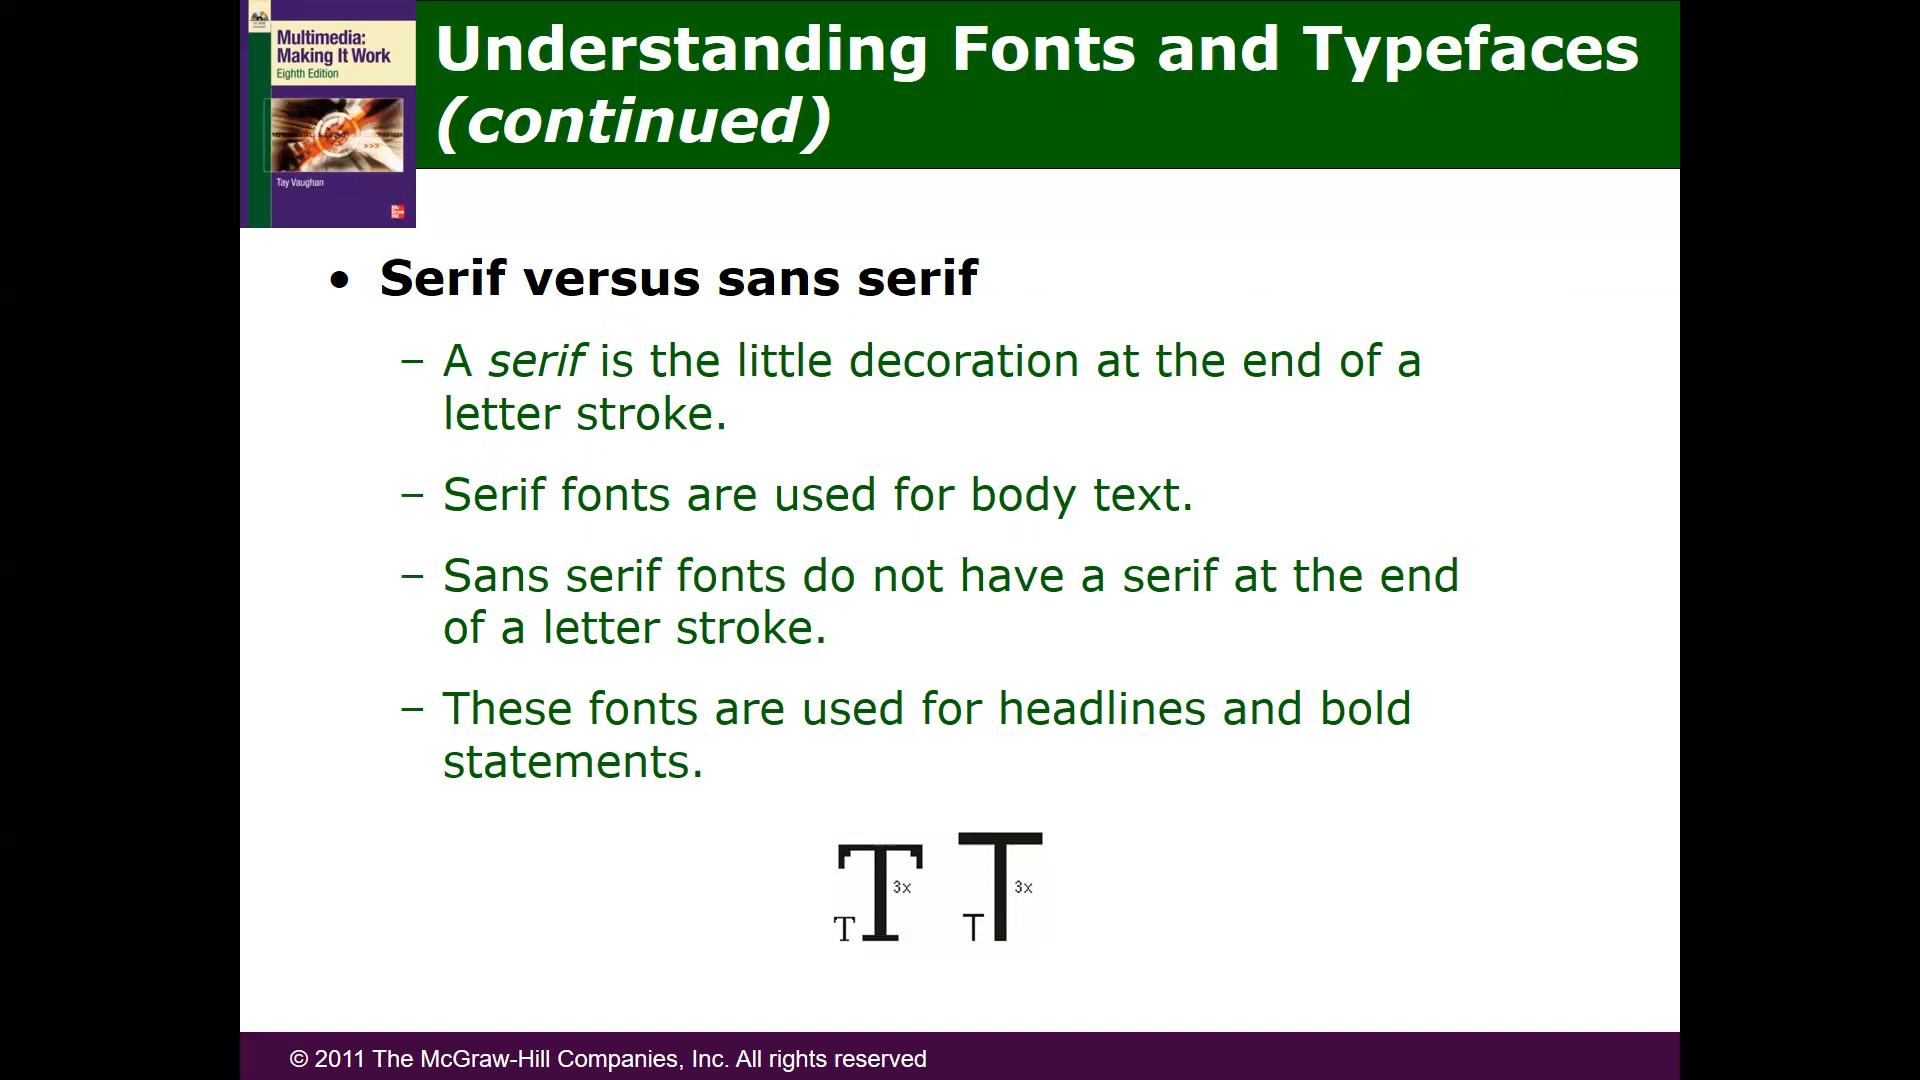 Multimedia:
Making It Work
Eighth Edition
Tay Vaughan
Understanding Fonts and Typefaces
(continued)
• Serif versus sans serif
– A serif is the little decoration at the end of a
letter stroke.
– Serif fonts are used for body text.
– Sans serif fonts do not have a serif at the end
of a letter stroke.
– These fonts are used for headlines and bold
statements.
T T 3x T T 3x
© 2011 The McGraw-Hill Companies, Inc. All rights reserved